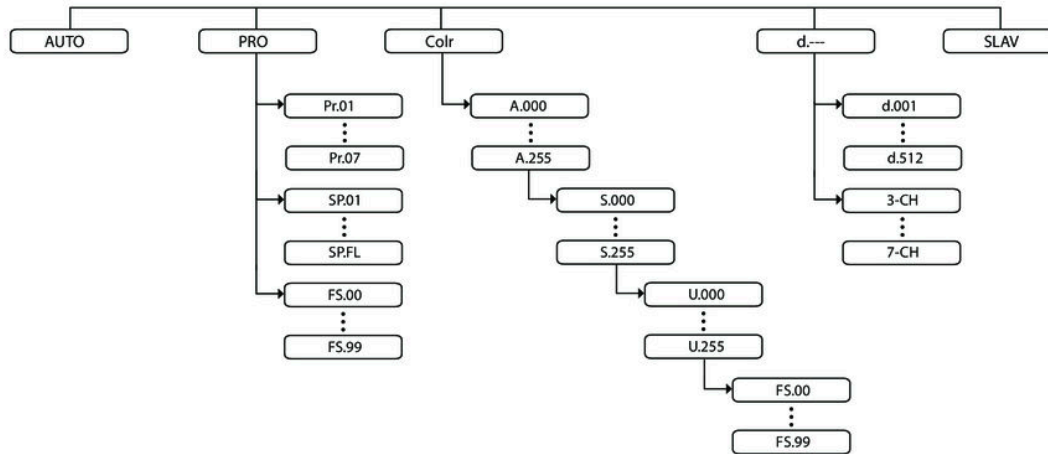 AUTO
PRO
Colr
d.---
SLAV
Pr.01
Pr.07
SP.01
SP.FL
FS.00
FS.99
A.000
A.255
S.000
S.255
U.000
U.255
FS.00
FS.99
d.001
d.512
3-CH
7-CH